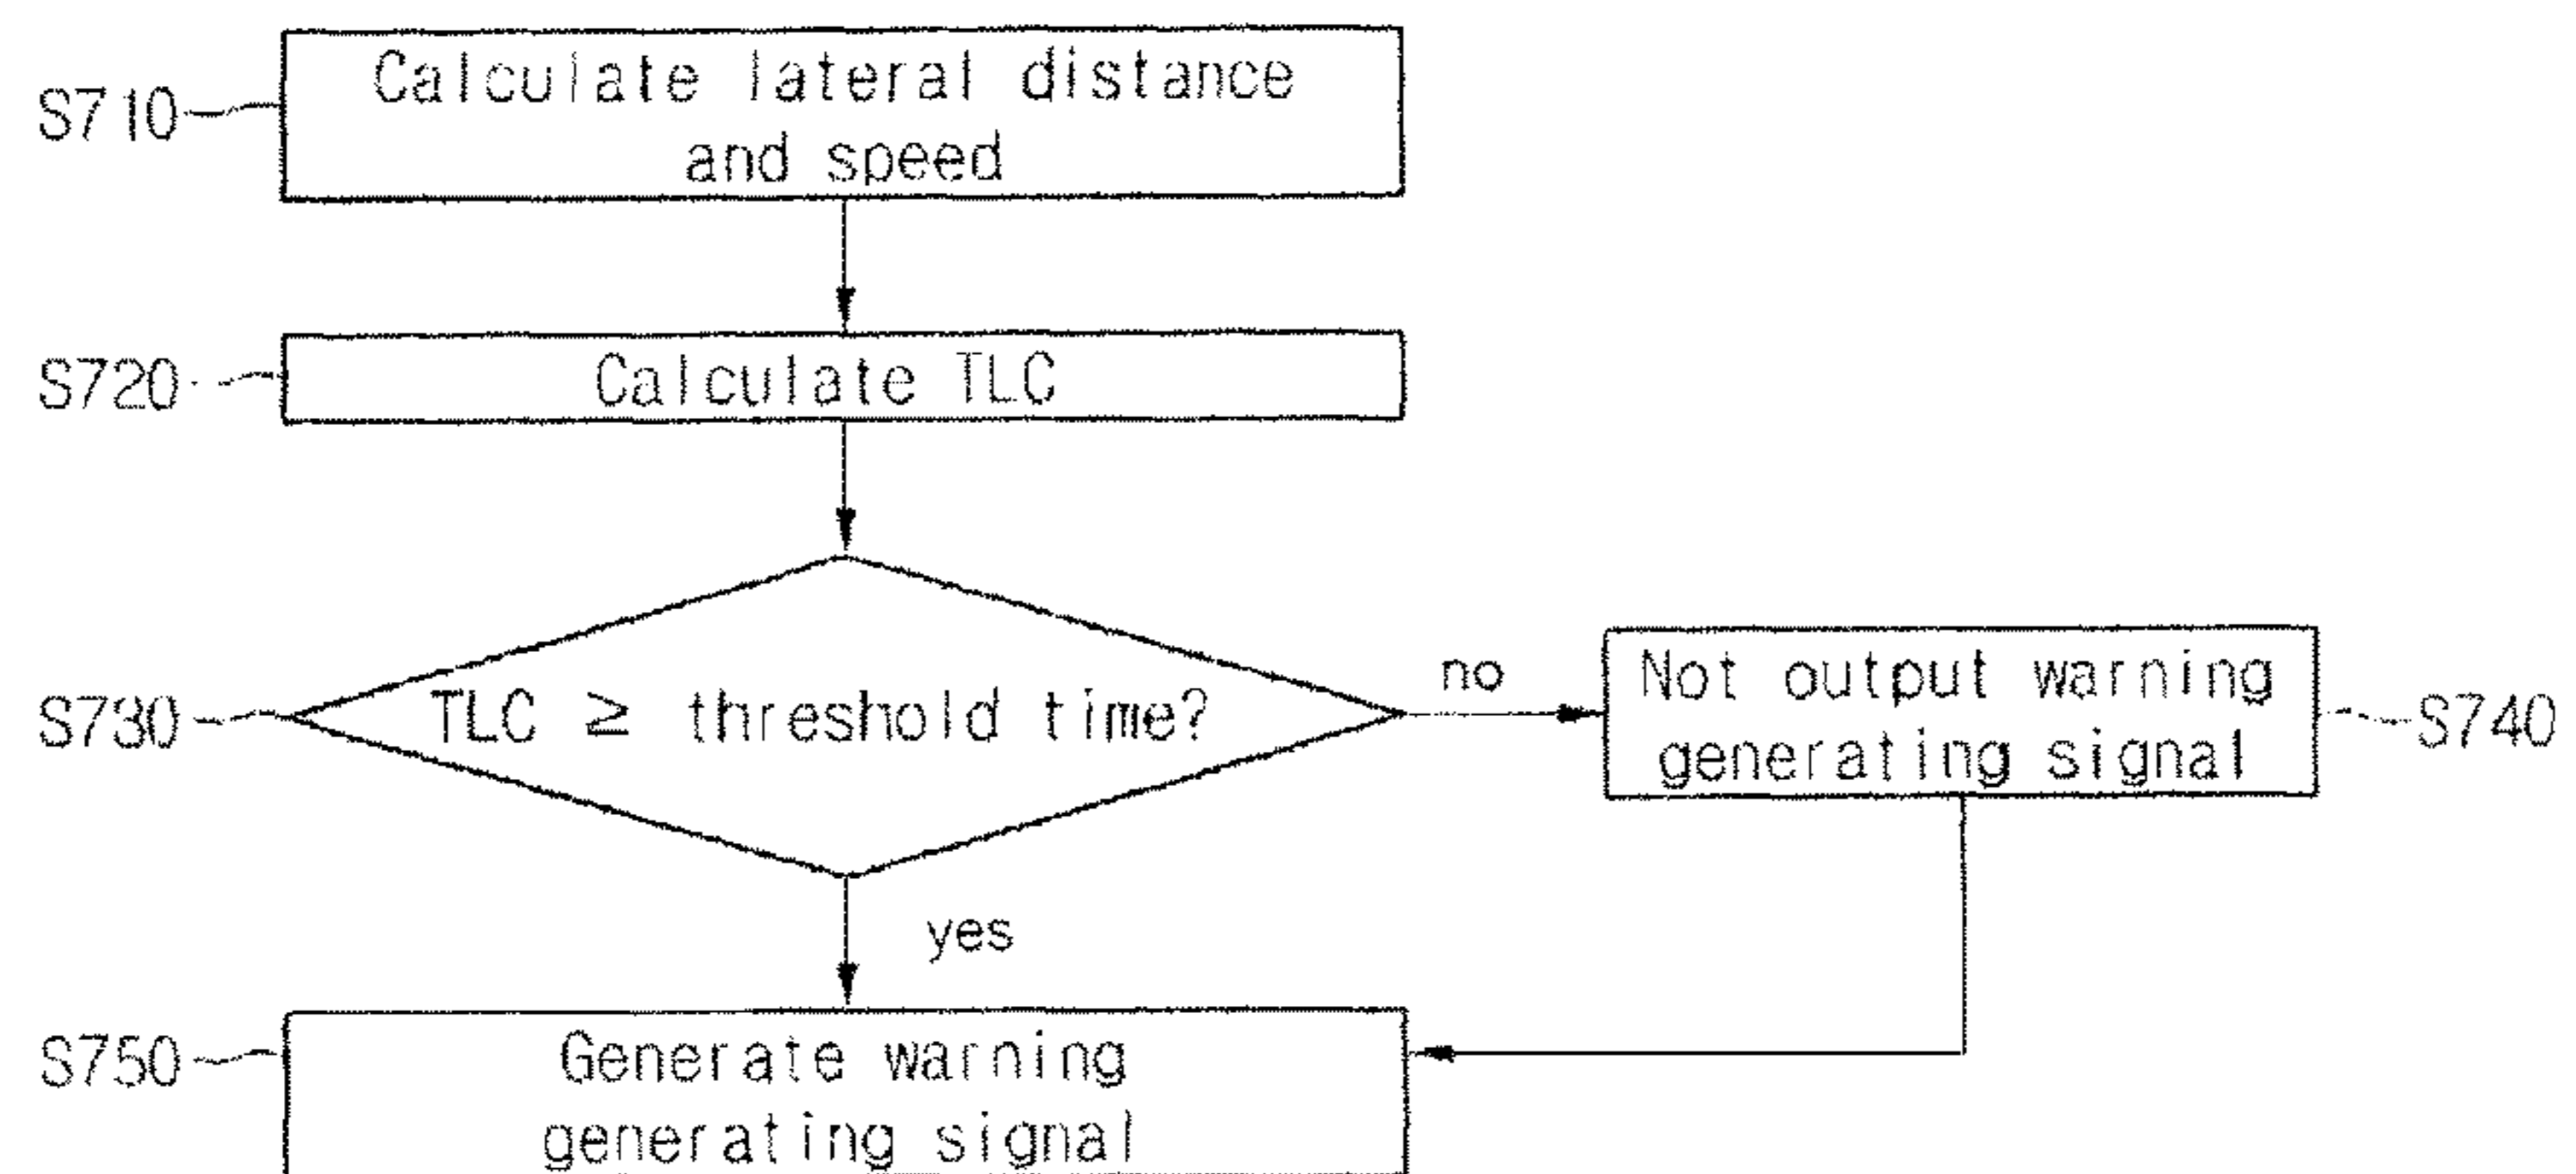 S710
Calculate lateral distance
and speed
S720
Calculate TLC
S730
TLC ≥ threshold time?
no
Not output warning
generating signal
S740
yes
S750
Generate warning
generating signal